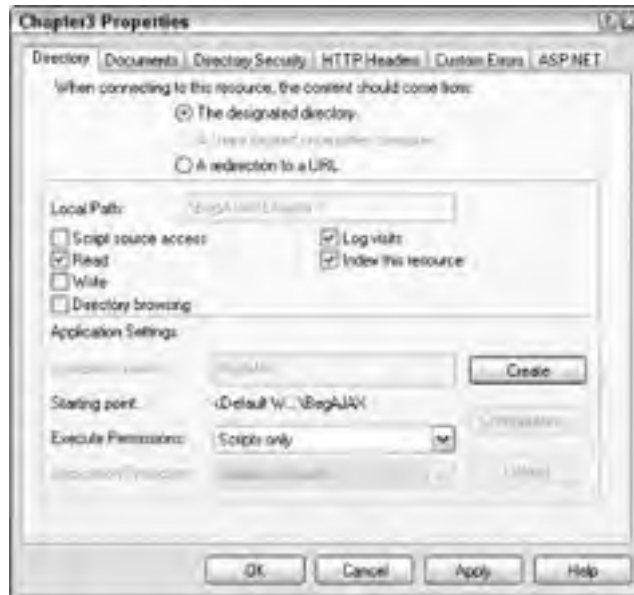 Chapter3 Properties
Directory Documents Directory Security HTTP Headers Custom Errors ASP.NET
When connecting to this resource, the content should come from:
The designated directory
A redirection to a URL
Local Path:
Script source access
Log visits
Read
Index this resource
Write
Directory browsing
Application Settings
Create
Starting point: <Default W...\BegAJAX
Execute Permissions: Scripts only
OK Cancel Apply Help